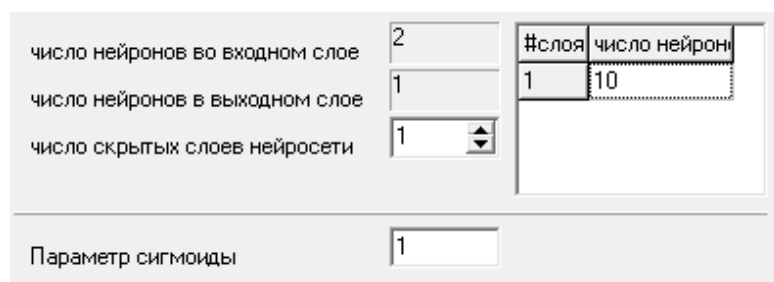 число нейронов во входном слое 2
число нейронов в выходном слое 1
число скрытых слоев нейросети 1
#слоя число нейрон
1 10
Параметр сигмоиды 1